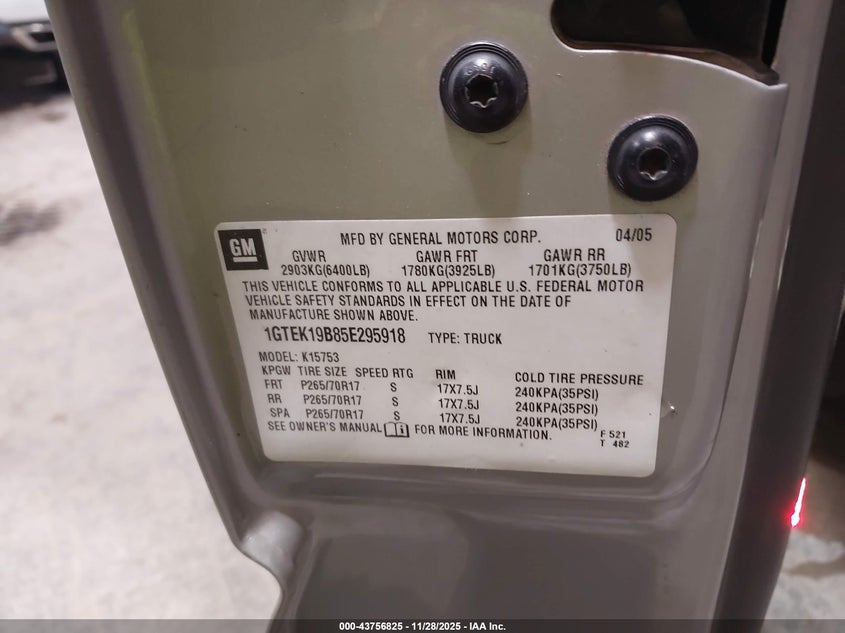 GM
MFD BY GENERAL MOTORS CORP. 04/05
GVWR GAWR FRT GAWR RR
2903KG(6400LB) 1780KG(3925LB) 1701KG(3750LB)
THIS VEHICLE CONFORMS TO ALL APPLICABLE U.S. FEDERAL MOTOR
VEHICLE SAFETY STANDARDS IN EFFECT ON THE DATE OF
MANUFACTURE SHOWN ABOVE.
1GTEK19B85E295918 TYPE: TRUCK
MODEL: K15753
KPGW TIRE SIZE SPEED RTG RIM COLD TIRE PRESSURE
FRT P265/70R17 S 17X7.5J 240KPA(35PSI)
RR P265/70R17 S 17X7.5J 240KPA(35PSI)
SPA P265/70R17 S 17X7.5J 240KPA(35PSI)
SEE OWNER'S MANUAL FOR MORE INFORMATION.
F 521
T 482
000-43756825 - 11/28/2025 - IAA Inc.